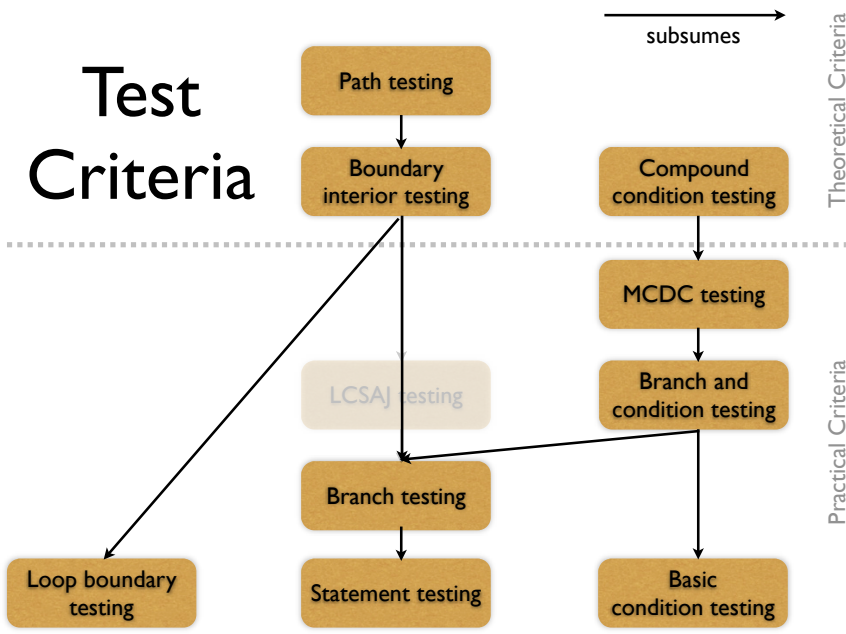 Test
Criteria
subsumes
Theoretical Criteria
Path testing
Boundary
interior testing
Compound
condition testing
MCDC testing
LCSAJ testing
Branch and
condition testing
Practical Criteria
Branch testing
Loop boundary
testing
Statement testing
Basic
condition testing